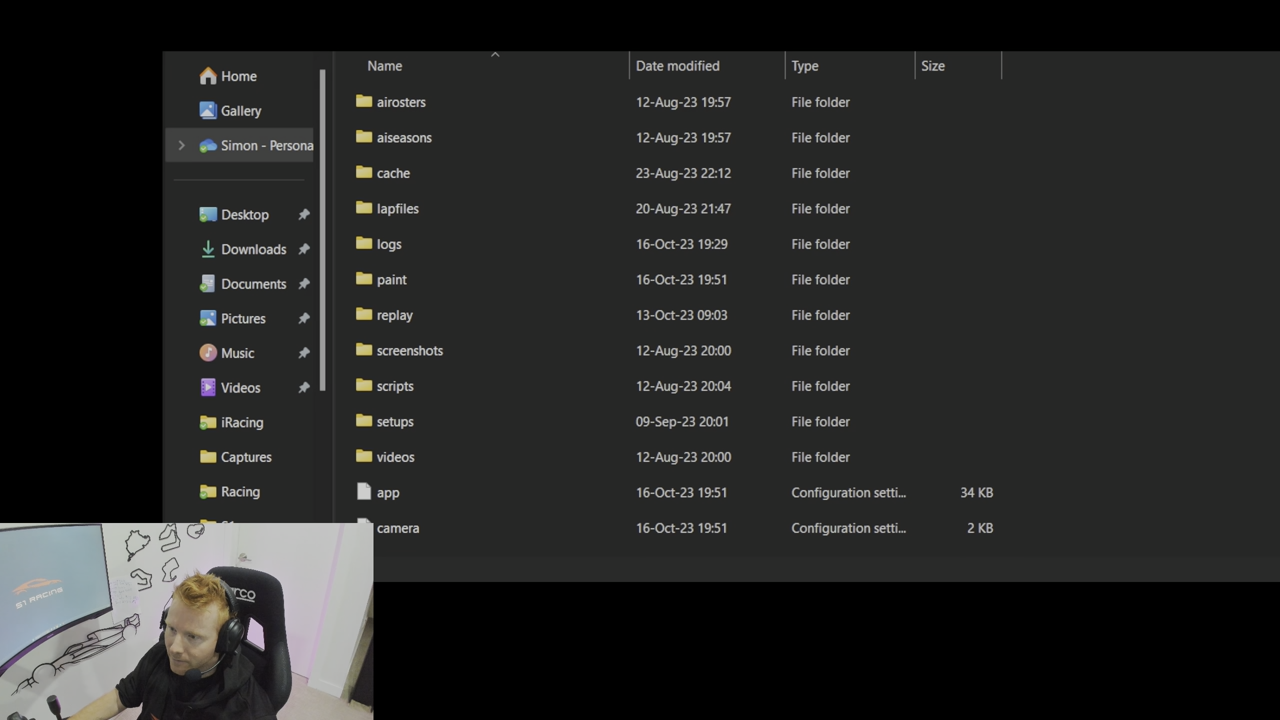 Name Date modified Type Size
Home
Gallery
Simon - Persona
Desktop
Downloads
Documents
Pictures
Music
Videos
iRacing
Captures
Racing
airosters 12-Aug-23 19:57 File folder
aiseasons 12-Aug-23 19:57 File folder
cache 23-Aug-23 22:12 File folder
lapfiles 20-Aug-23 21:47 File folder
logs 16-Oct-23 19:29 File folder
paint 16-Oct-23 19:51 File folder
replay 13-Oct-23 09:03 File folder
screenshots 12-Aug-23 20:00 File folder
scripts 12-Aug-23 20:04 File folder
setups 09-Sep-23 20:01 File folder
videos 12-Aug-23 20:00 File folder
app 16-Oct-23 19:51 Configuration setti... 34 KB
camera 16-Oct-23 19:51 Configuration setti... 2 KB
S1 RACING